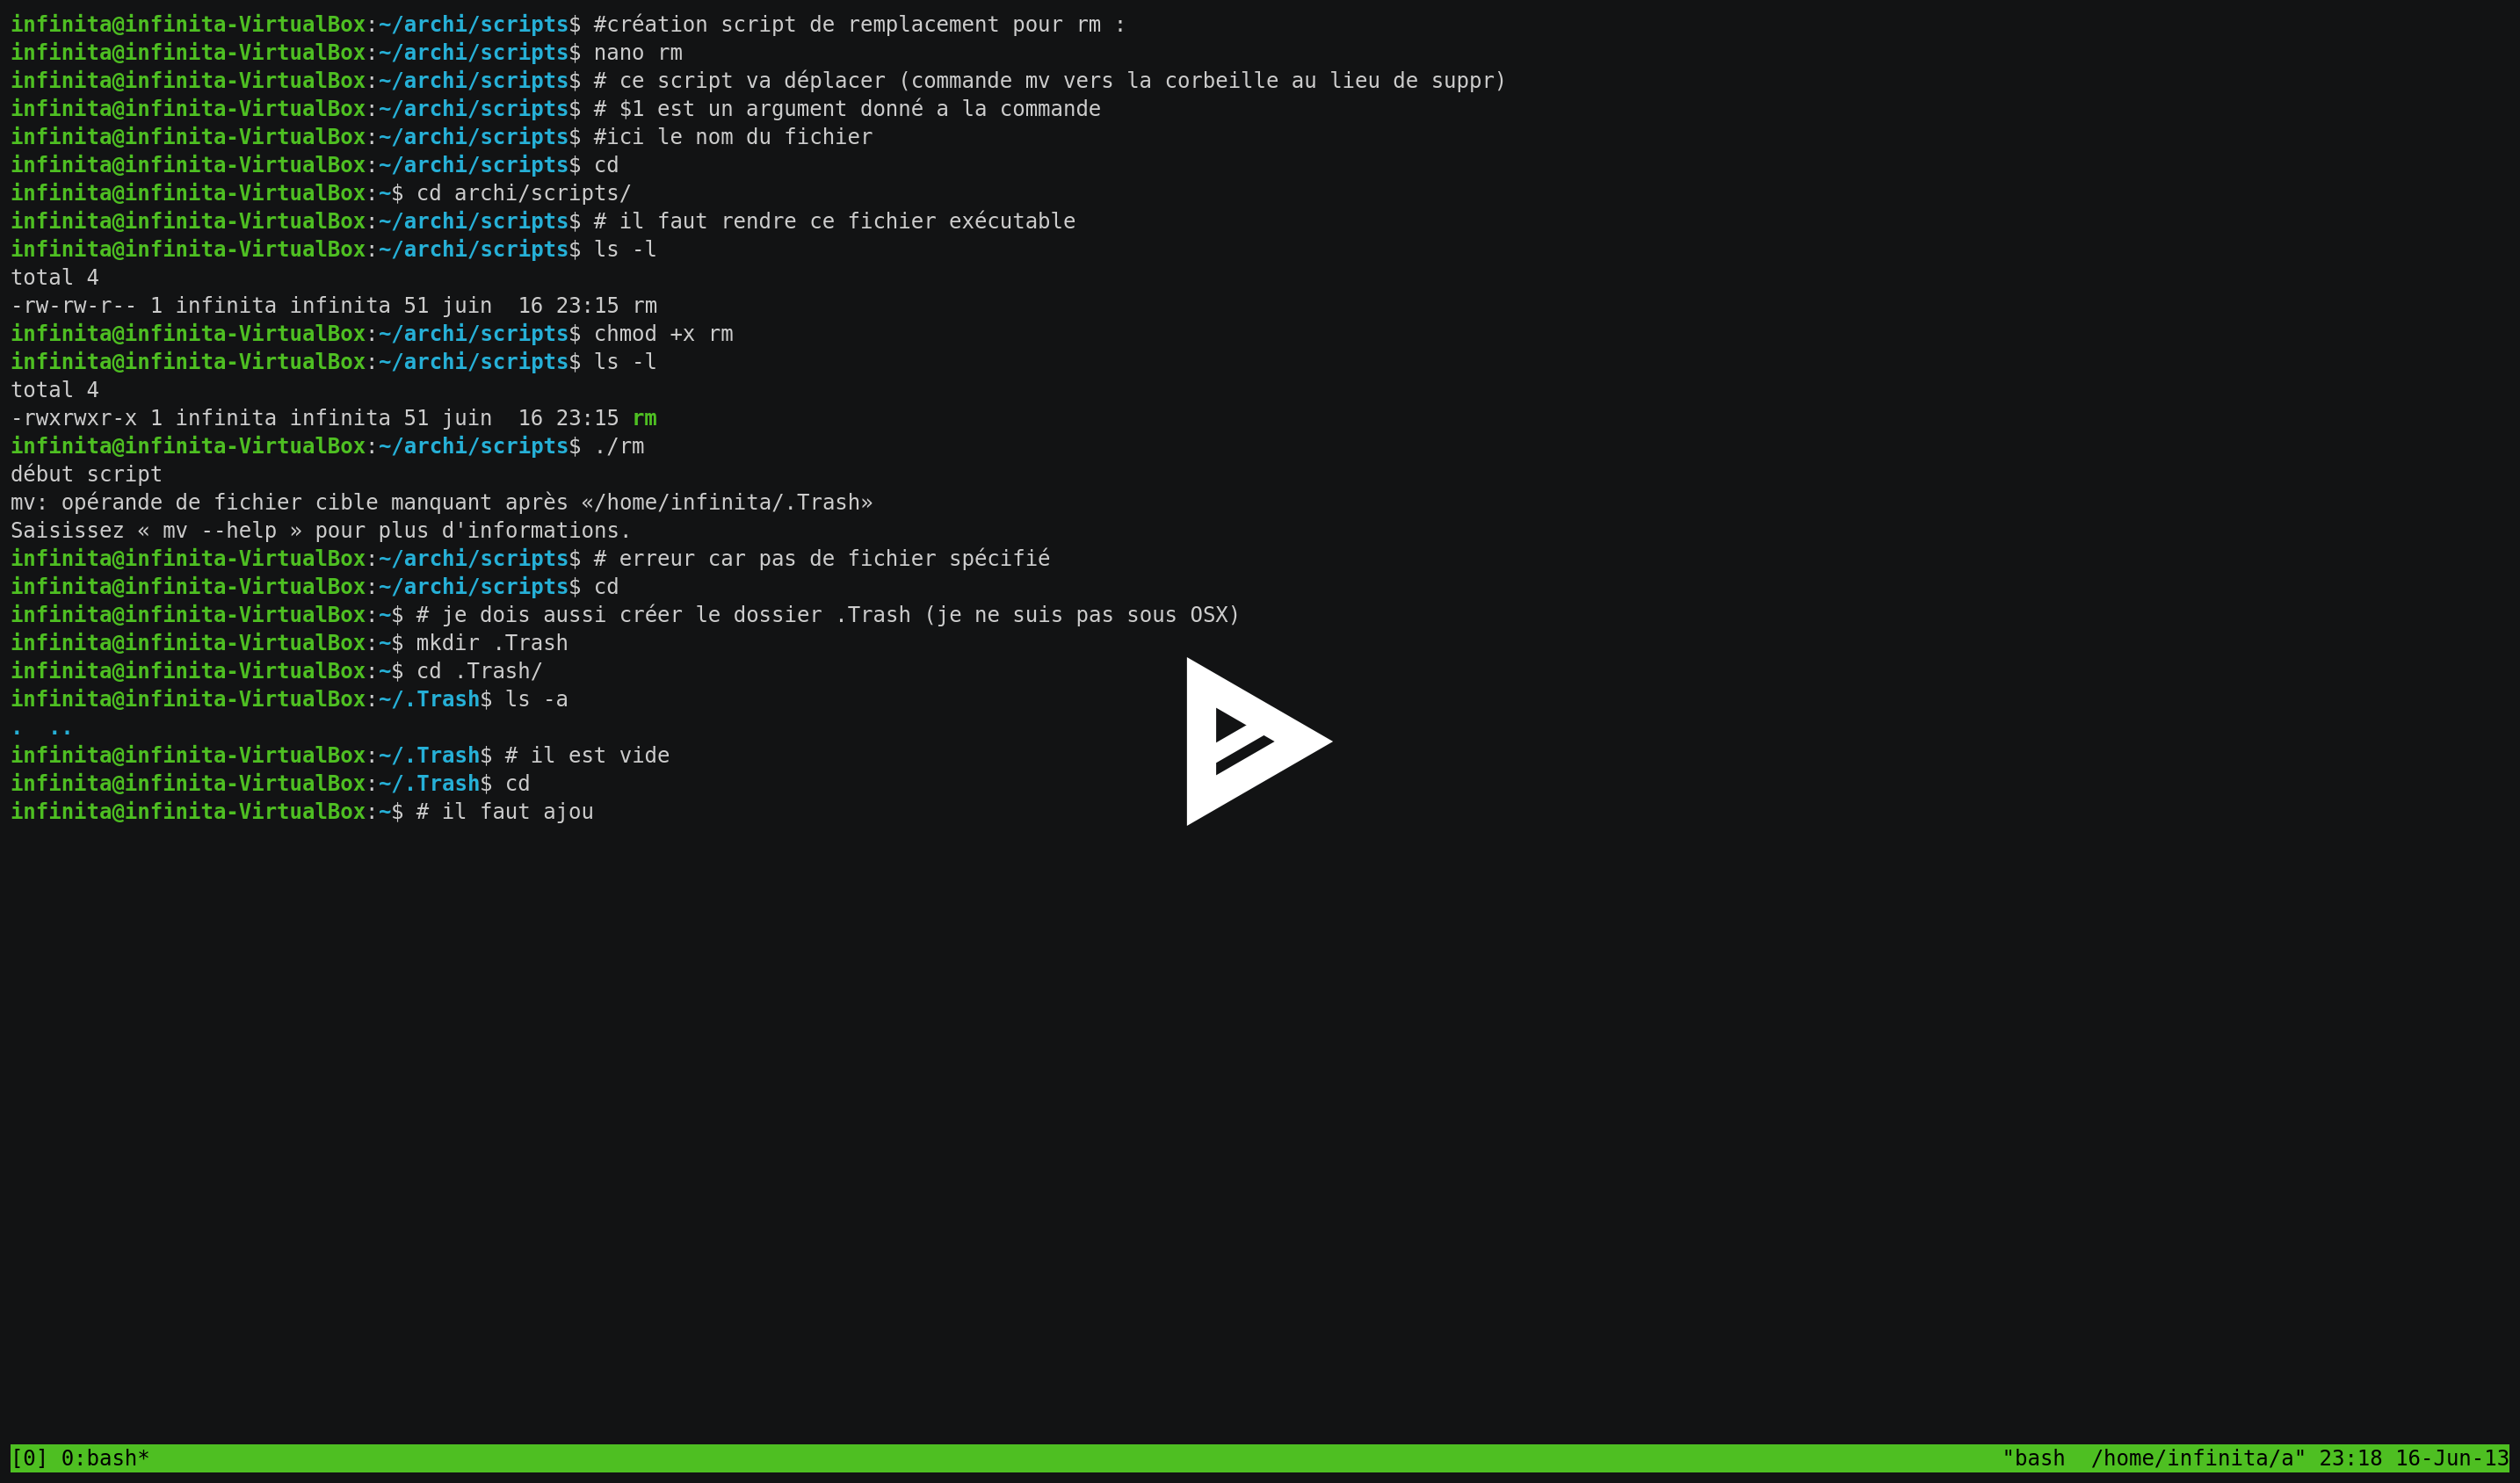 infinita@infinita-VirtualBox:~/archi/scripts$ #création script de remplacement pour rm :
infinita@infinita-VirtualBox:~/archi/scripts$ nano rm
infinita@infinita-VirtualBox:~/archi/scripts$ # ce script va déplacer (commande mv vers la corbeille au lieu de suppr)
infinita@infinita-VirtualBox:~/archi/scripts$ # $1 est un argument donné a la commande
infinita@infinita-VirtualBox:~/archi/scripts$ #ici le nom du fichier
infinita@infinita-VirtualBox:~/archi/scripts$ cd
infinita@infinita-VirtualBox:~$ cd archi/scripts/
infinita@infinita-VirtualBox:~/archi/scripts$ # il faut rendre ce fichier exécutable
infinita@infinita-VirtualBox:~/archi/scripts$ ls -l
total 4
-rw-rw-r-- 1 infinita infinita 51 juin  16 23:15 rm
infinita@infinita-VirtualBox:~/archi/scripts$ chmod +x rm
infinita@infinita-VirtualBox:~/archi/scripts$ ls -l
total 4
-rwxrwxr-x 1 infinita infinita 51 juin  16 23:15 rm
infinita@infinita-VirtualBox:~/archi/scripts$ ./rm
début script
mv: opérande de fichier cible manquant après «/home/infinita/.Trash»
Saisissez « mv --help » pour plus d'informations.
infinita@infinita-VirtualBox:~/archi/scripts$ # erreur car pas de fichier spécifié
infinita@infinita-VirtualBox:~/archi/scripts$ cd
infinita@infinita-VirtualBox:~$ # je dois aussi créer le dossier .Trash (je ne suis pas sous OSX)
infinita@infinita-VirtualBox:~$ mkdir .Trash
infinita@infinita-VirtualBox:~$ cd .Trash/
infinita@infinita-VirtualBox:~/.Trash$ ls -a
.  ..
infinita@infinita-VirtualBox:~/.Trash$ # il est vide
infinita@infinita-VirtualBox:~/.Trash$ cd
infinita@infinita-VirtualBox:~$ # il faut ajou
[0] 0:bash* "bash  /home/infinita/a" 23:18 16-Jun-13